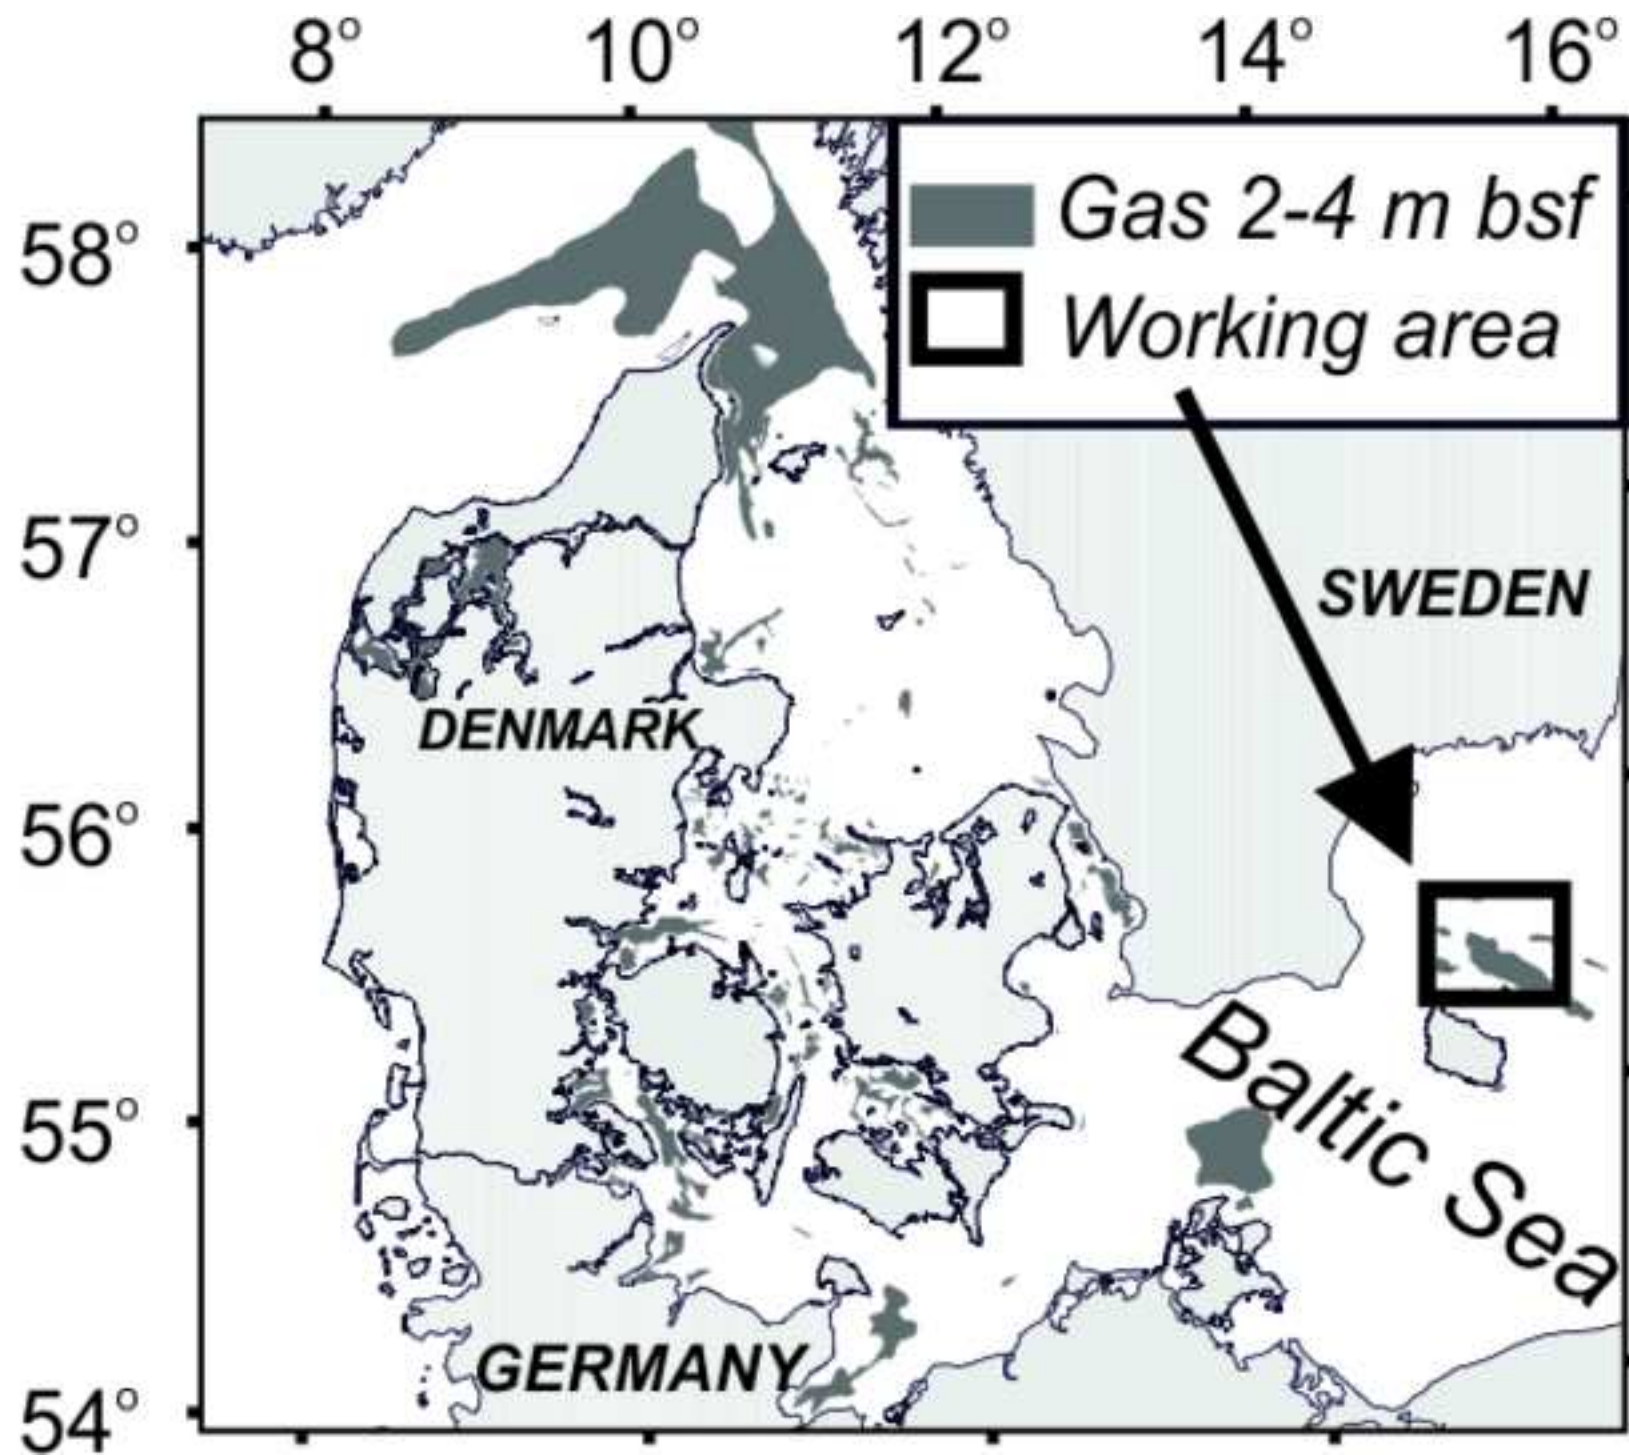 8° 10° 12° 14° 16°
Gas 2-4 m bsf
58°
Working area
57°
SWEDEN
DENMARK
56°
55°
Baltic Sea
GERMANY
54°